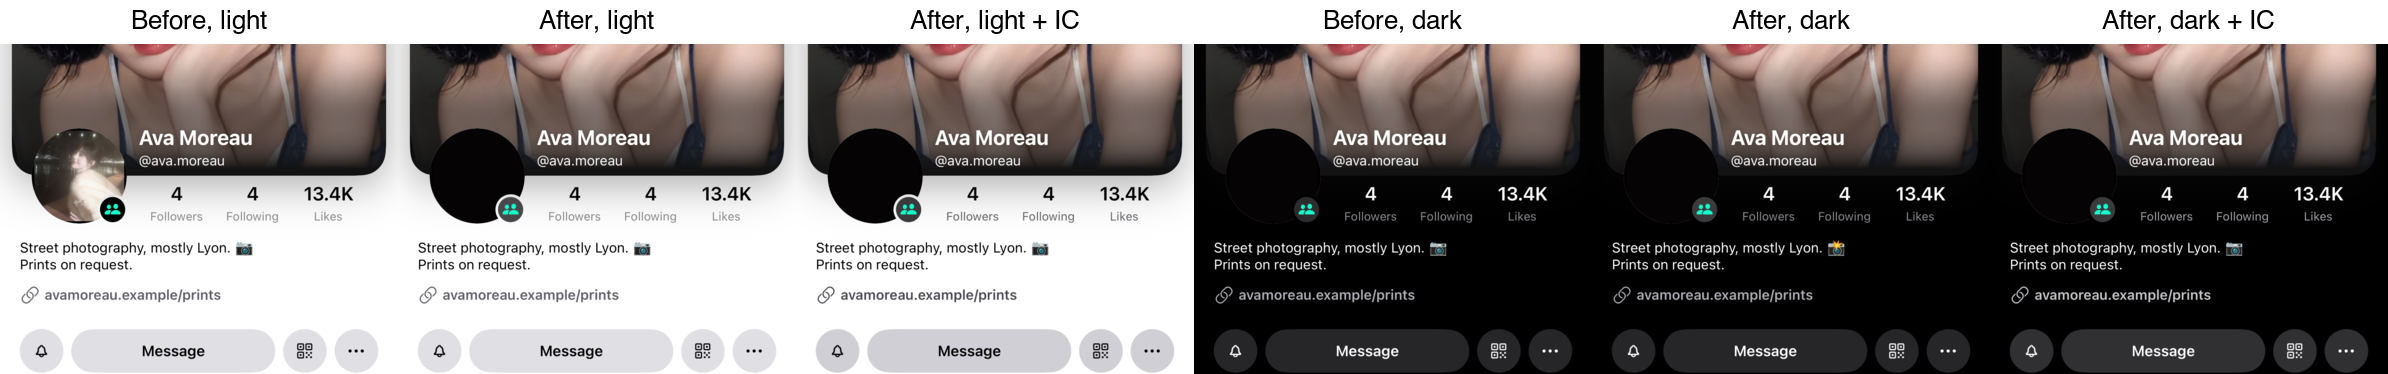 Before, light
Ava Moreau
@ava.moreau
4 4 13.4K
Followers Following Likes
Street photography, mostly Lyon. 📷
Prints on request.
avamoreau.example/prints
Message
After, light
Ava Moreau
@ava.moreau
4 4 13.4K
Followers Following Likes
Street photography, mostly Lyon. 📷
Prints on request.
avamoreau.example/prints
Message
After, light + IC
Ava Moreau
@ava.moreau
4 4 13.4K
Followers Following Likes
Street photography, mostly Lyon. 📷
Prints on request.
avamoreau.example/prints
Message
Before, dark
Ava Moreau
@ava.moreau
4 4 13.4K
Followers Following Likes
Street photography, mostly Lyon. 📷
Prints on request.
avamoreau.example/prints
Message
After, dark
Ava Moreau
@ava.moreau
4 4 13.4K
Followers Following Likes
Street photography, mostly Lyon. 📸
Prints on request.
avamoreau.example/prints
Message
After, dark + IC
Ava Moreau
@ava.moreau
4 4 13.4K
Followers Following Likes
Street photography, mostly Lyon. 📷
Prints on request.
avamoreau.example/prints
Message